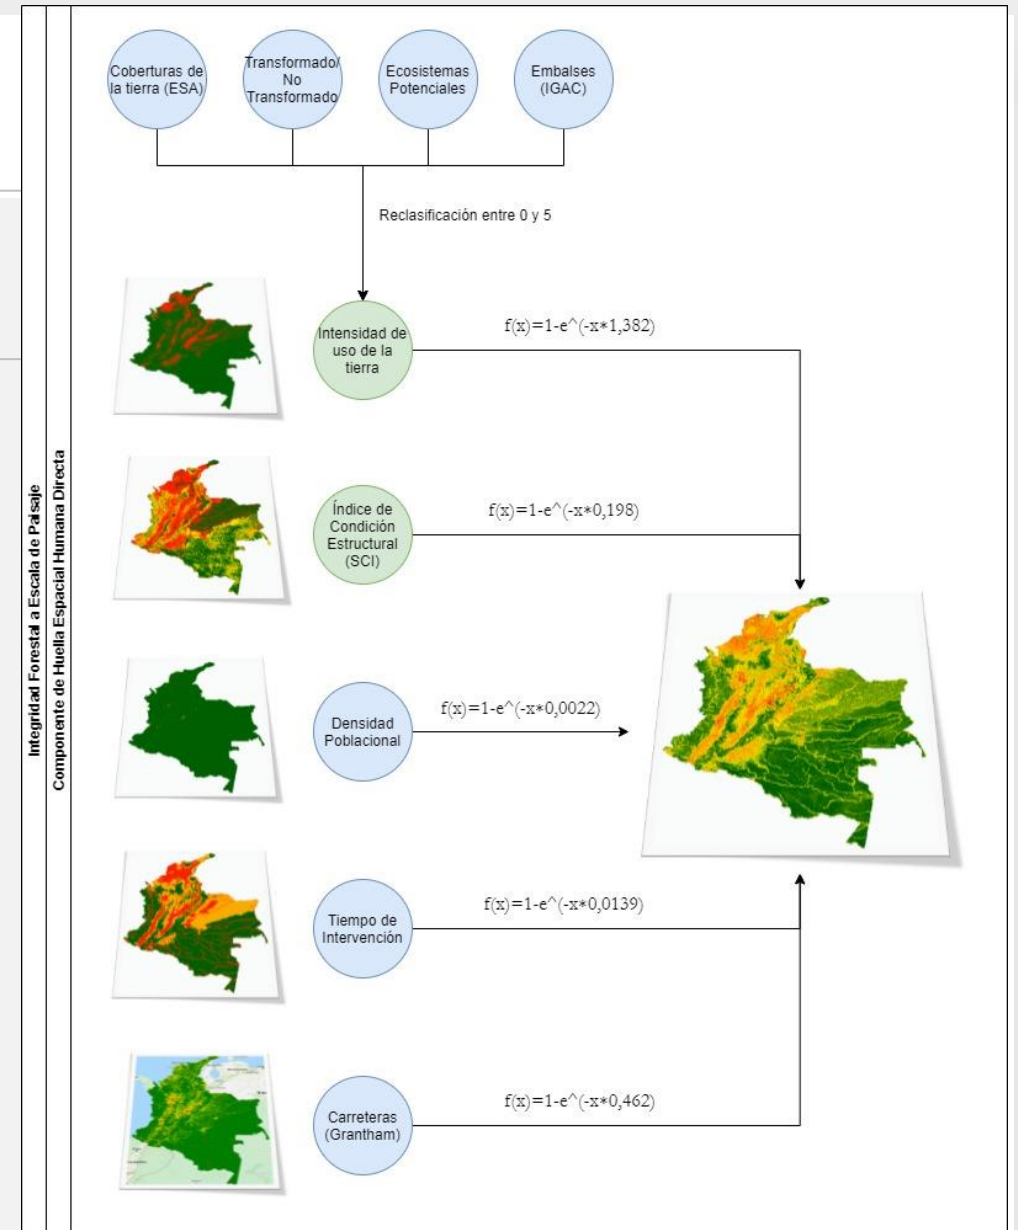 Integridad Forestal a Escala de Paisaje
Componente de Huella Espacial Humana Directa
Coberturas de
la tierra (ESA)
Transformado/
No
Transformado
Ecosistemas
Potenciales
Embalses
(IGAC)
Reclasificación entre 0 y 5
Intensidad de
uso de la
tierra
f(x)=1-e^(-x*1,382)
Índice de
Condición
Estructural
(SCI)
f(x)=1-e^(-x*0,198)
Densidad
Poblacional
f(x)=1-e^(-x*0,0022)
Tiempo de
Intervención
f(x)=1-e^(-x*0,0139)
Carreteras
(Grantham)
f(x)=1-e^(-x*0,462)